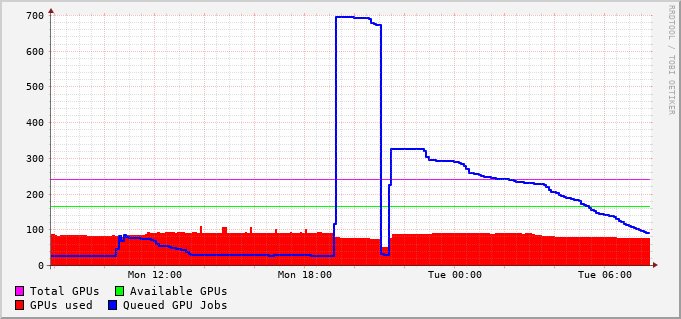 700
600
500
400
300
200
100
0
Mon 12:00 Mon 18:00 Tue 00:00 Tue 06:00
Total GPUs Available GPUs
GPUs used Queued GPU Jobs
RRDTOOL / TOBI OETIKER